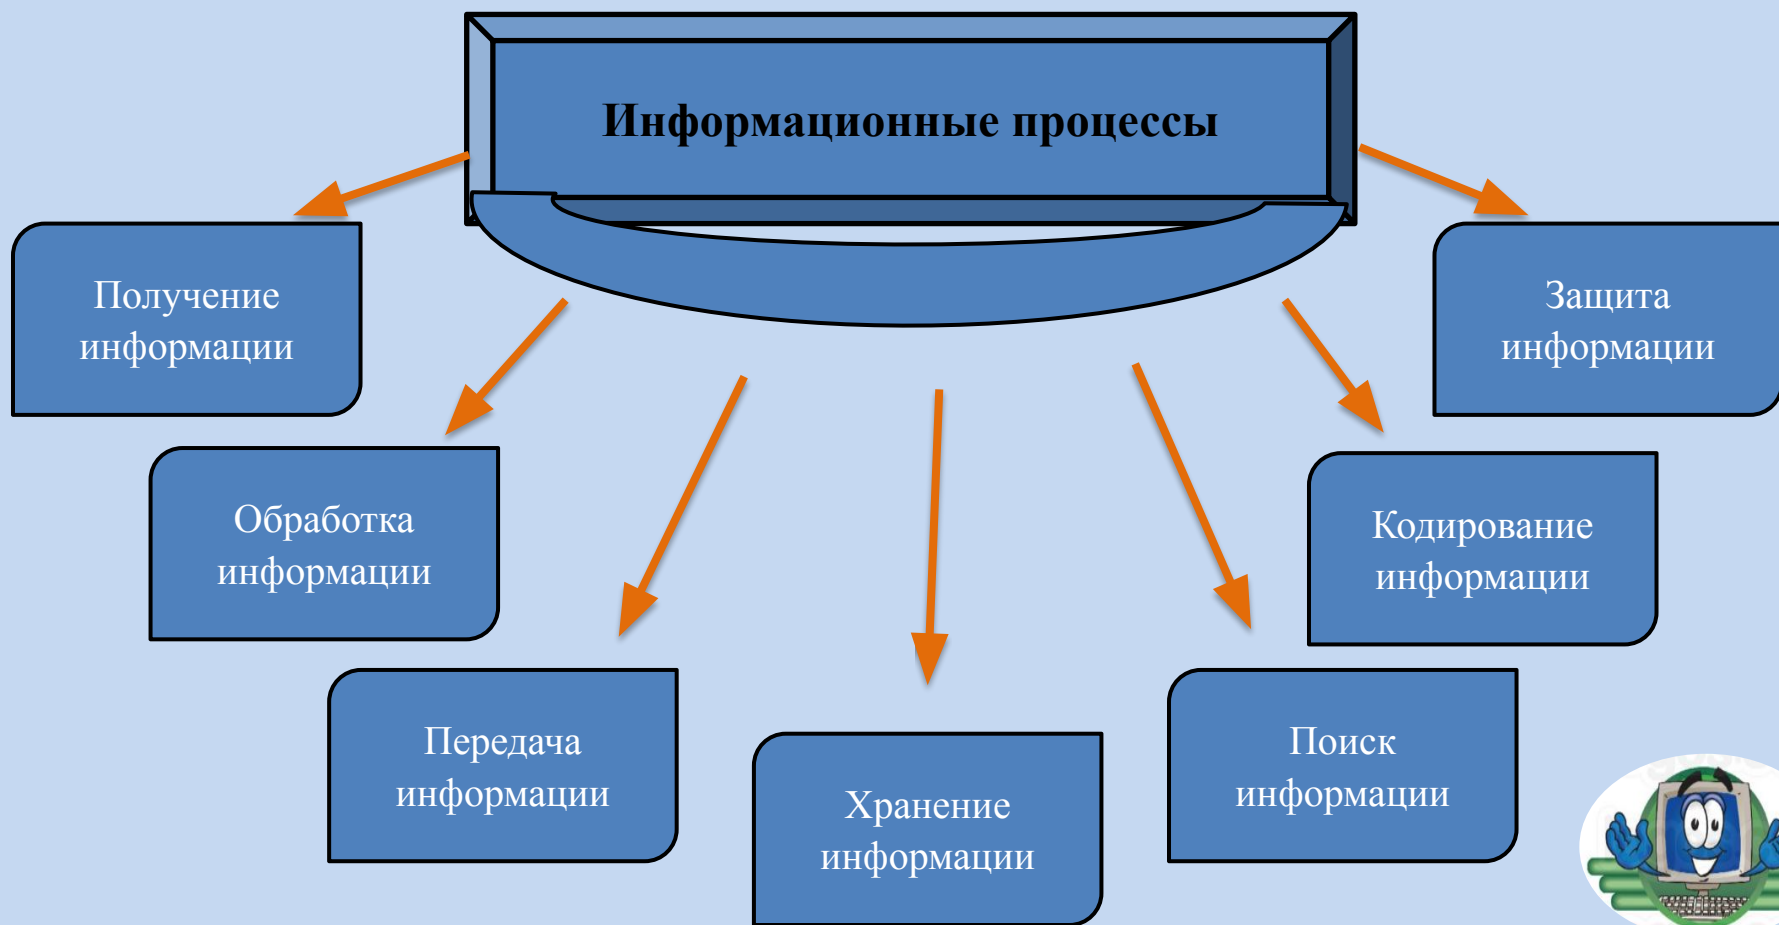 Информационные процессы
Получение
информации
Защита
информации
Обработка
информации
Кодирование
информации
Передача
информации
Хранение
информации
Поиск
информации